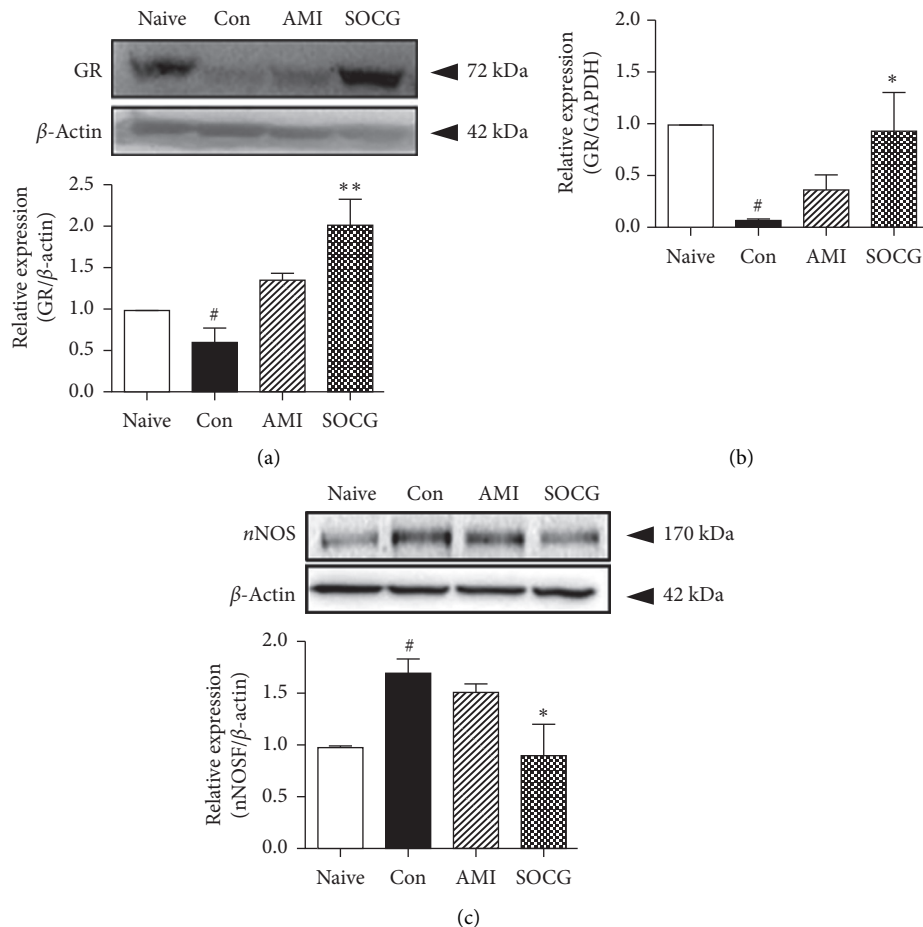 Naive Con AMI SOCG
GR 72 kDa
β-Actin 42 kDa
Relative expression
(GR/β-actin)
2.5
2.0
1.5
1.0
0.5
0.0
**
#
Naive Con AMI SOCG
(a)
Relative expression
(GR/GAPDH)
2.0
1.5
1.0
0.5
0.0
*
#
Naive Con AMI SOCG
(b)
Naive Con AMI SOCG
nNOS 170 kDa
β-Actin 42 kDa
Relative expression
(nNOSF/β-actin)
2.0
1.5
1.0
0.5
0.0
#
*
Naive Con AMI SOCG
(c)